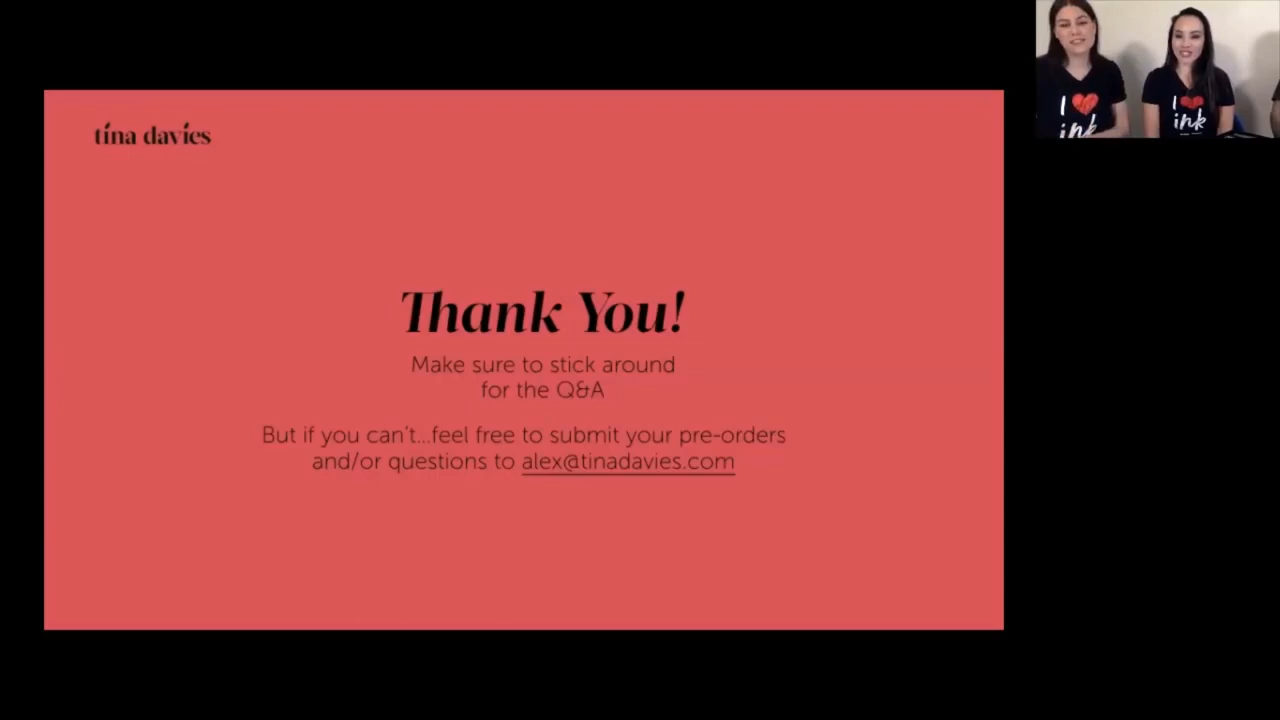 tina davies
Thank You!
Make sure to stick around
for the Q&A
But if you can't...feel free to submit your pre-orders
and/or questions to alex@tinadavies.com
I
ink
I
ink